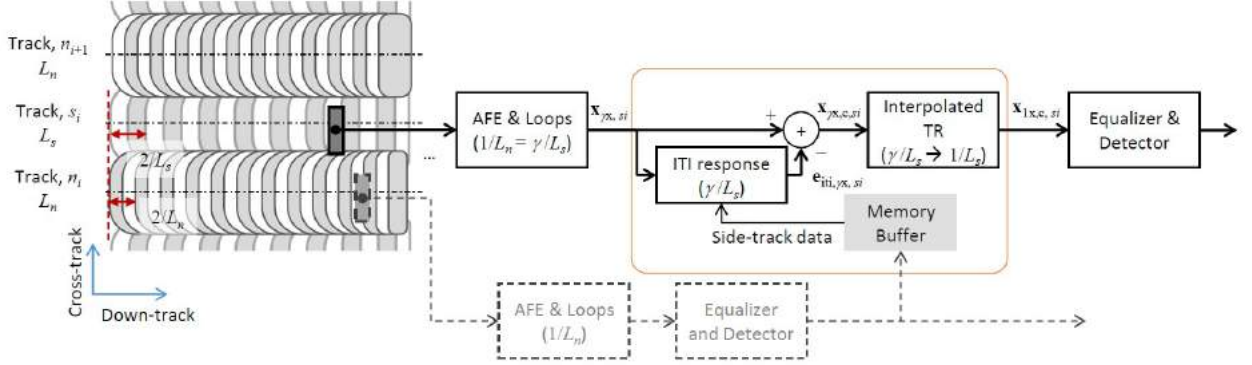 Track, n_{i+1}
L_n
Track, s_i
L_s
2/L_s
Track, n_i
L_n
2/L_n
Cross-track
Down-track
...
AFE & Loops
(1/L_n = γ/L_s)
x_{γx, si}
+
+
−
x_{γx,c, si}
ITI response
(γ/L_s)
e_{iti,γx, si}
Interpolated
TR
(γ/L_s → 1/L_s)
x_{1x,c, si}
Equalizer &
Detector
Side-track data
Memory
Buffer
AFE & Loops
(1/L_n)
Equalizer
and Detector